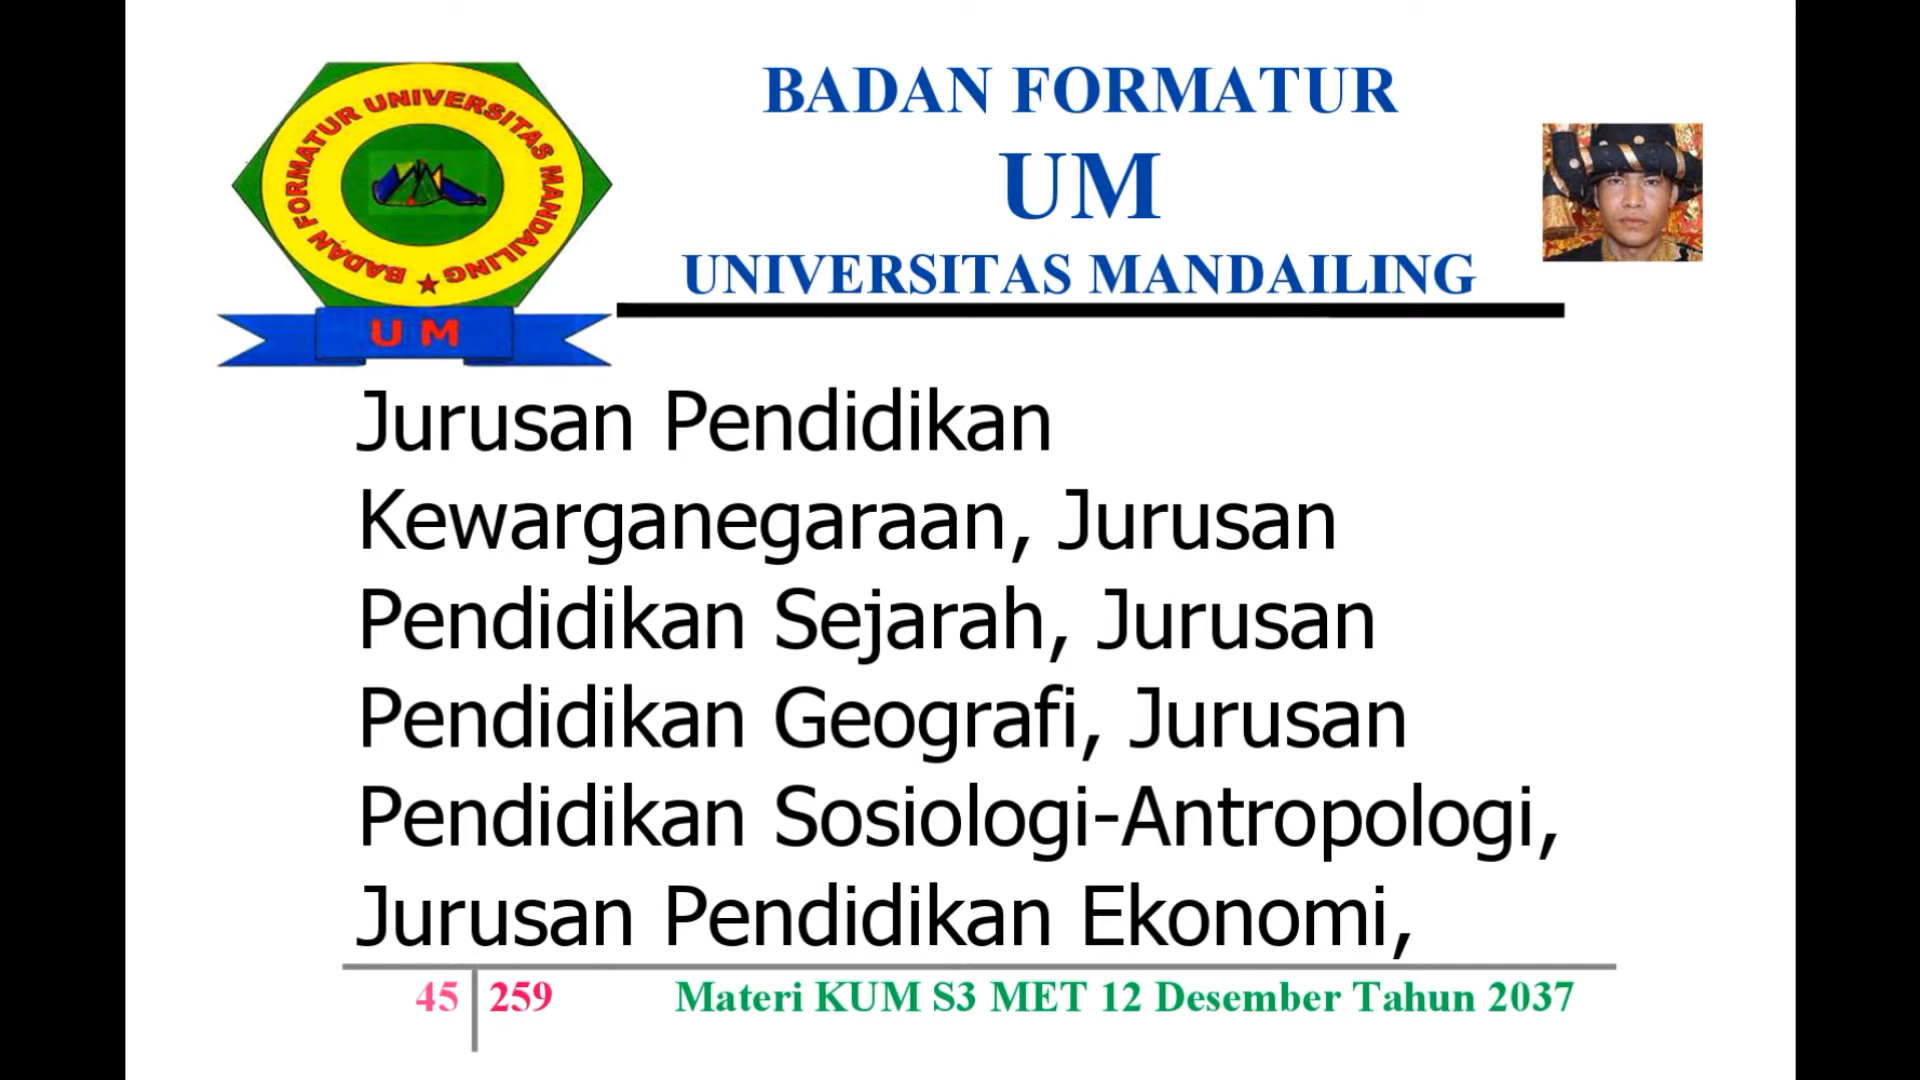 BADAN FORMATUR UNIVERSITAS MANDAILING
U M
BADAN FORMATUR
UM
UNIVERSITAS MANDAILING
Jurusan Pendidikan
Kewarganegaraan, Jurusan
Pendidikan Sejarah, Jurusan
Pendidikan Geografi, Jurusan
Pendidikan Sosiologi-Antropologi,
Jurusan Pendidikan Ekonomi,
45 259 Materi KUM S3 MET 12 Desember Tahun 2037